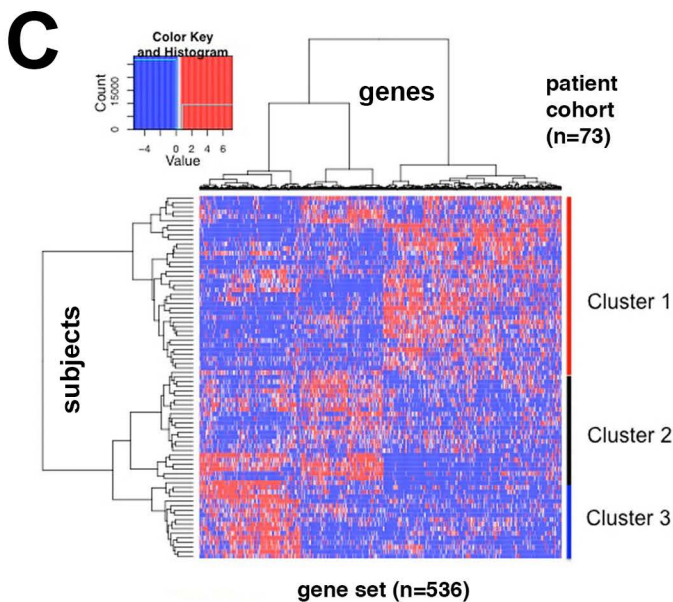 C
Color Key
and Histogram
Count
0
15000
−4 0 2 4 6
Value
genes
patient
cohort
(n=73)
subjects
Cluster 1
Cluster 2
Cluster 3
gene set (n=536)